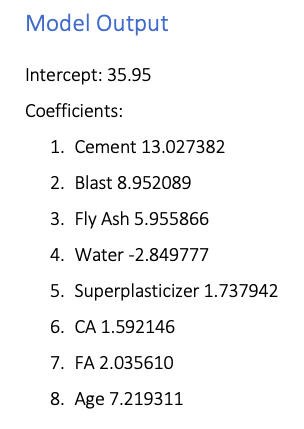 Model Output
Intercept: 35.95
Coefficients:
1. Cement 13.027382
2. Blast 8.952089
3. Fly Ash 5.955866
4. Water -2.849777
5. Superplasticizer 1.737942
6. CA 1.592146
7. FA 2.035610
8. Age 7.219311